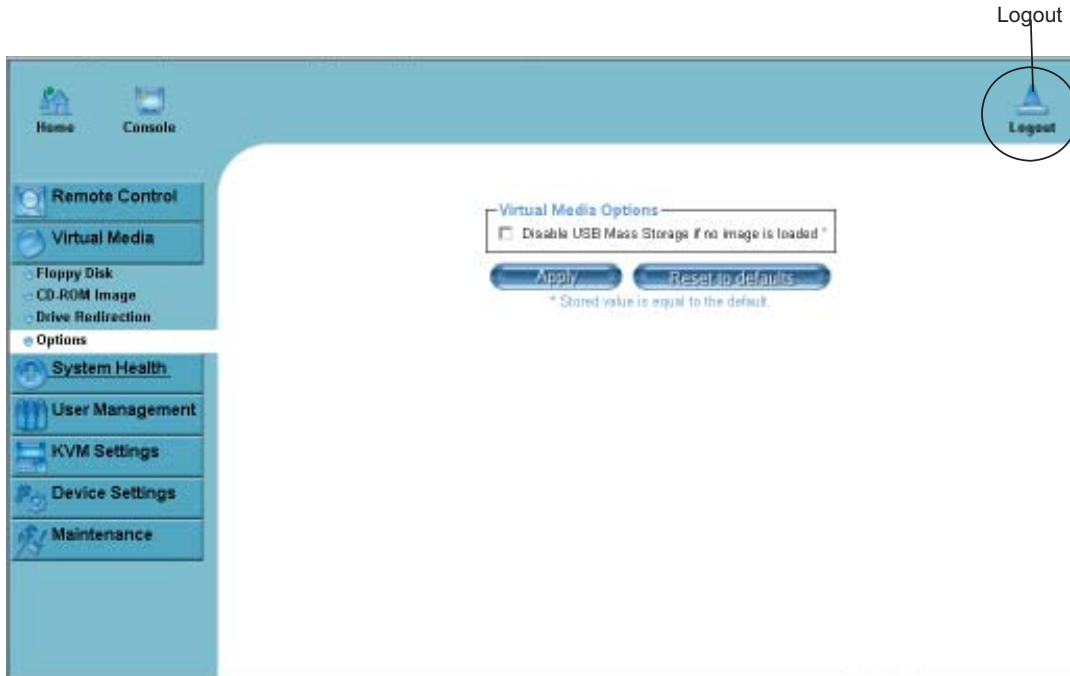 Logout
Home
Console
Logout
Remote Control
Virtual Media
Floppy Disk
CD-ROM Image
Drive Redirection
Options
System Health
User Management
KVM Settings
Device Settings
Maintenance
Virtual Media Options
Disable USB Mass Storage if no image is loaded *
Apply
Reset to defaults
* Stored value is equal to the default.